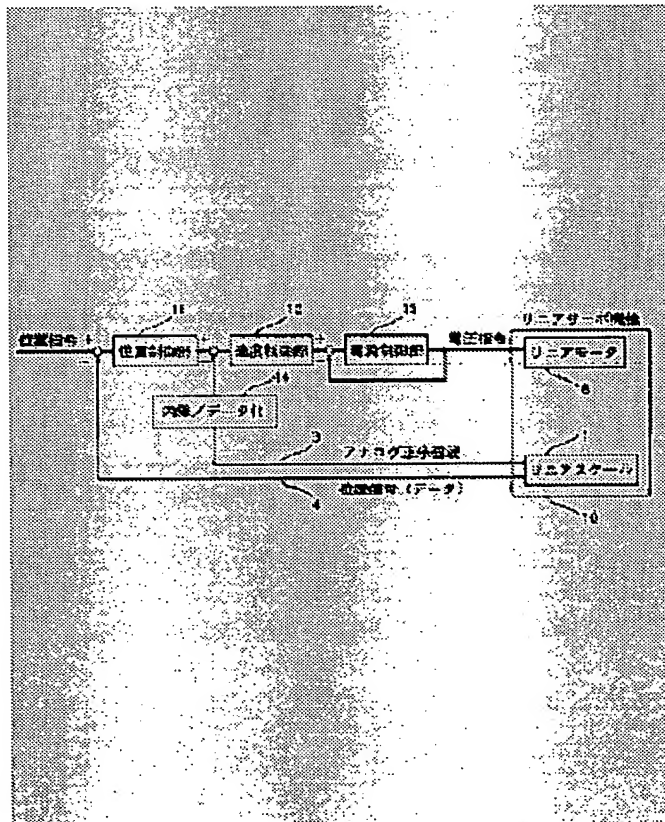 11
12
13
リニアサーボ機械
位置指令
+
+
+
位置制御部
速度制御部
電流制御部
電圧指令
リニアモータ
-
-
-
14
内挿／データ化
3
アナログ正弦波
1
リニアスケール
4
位置信号（データ）
10